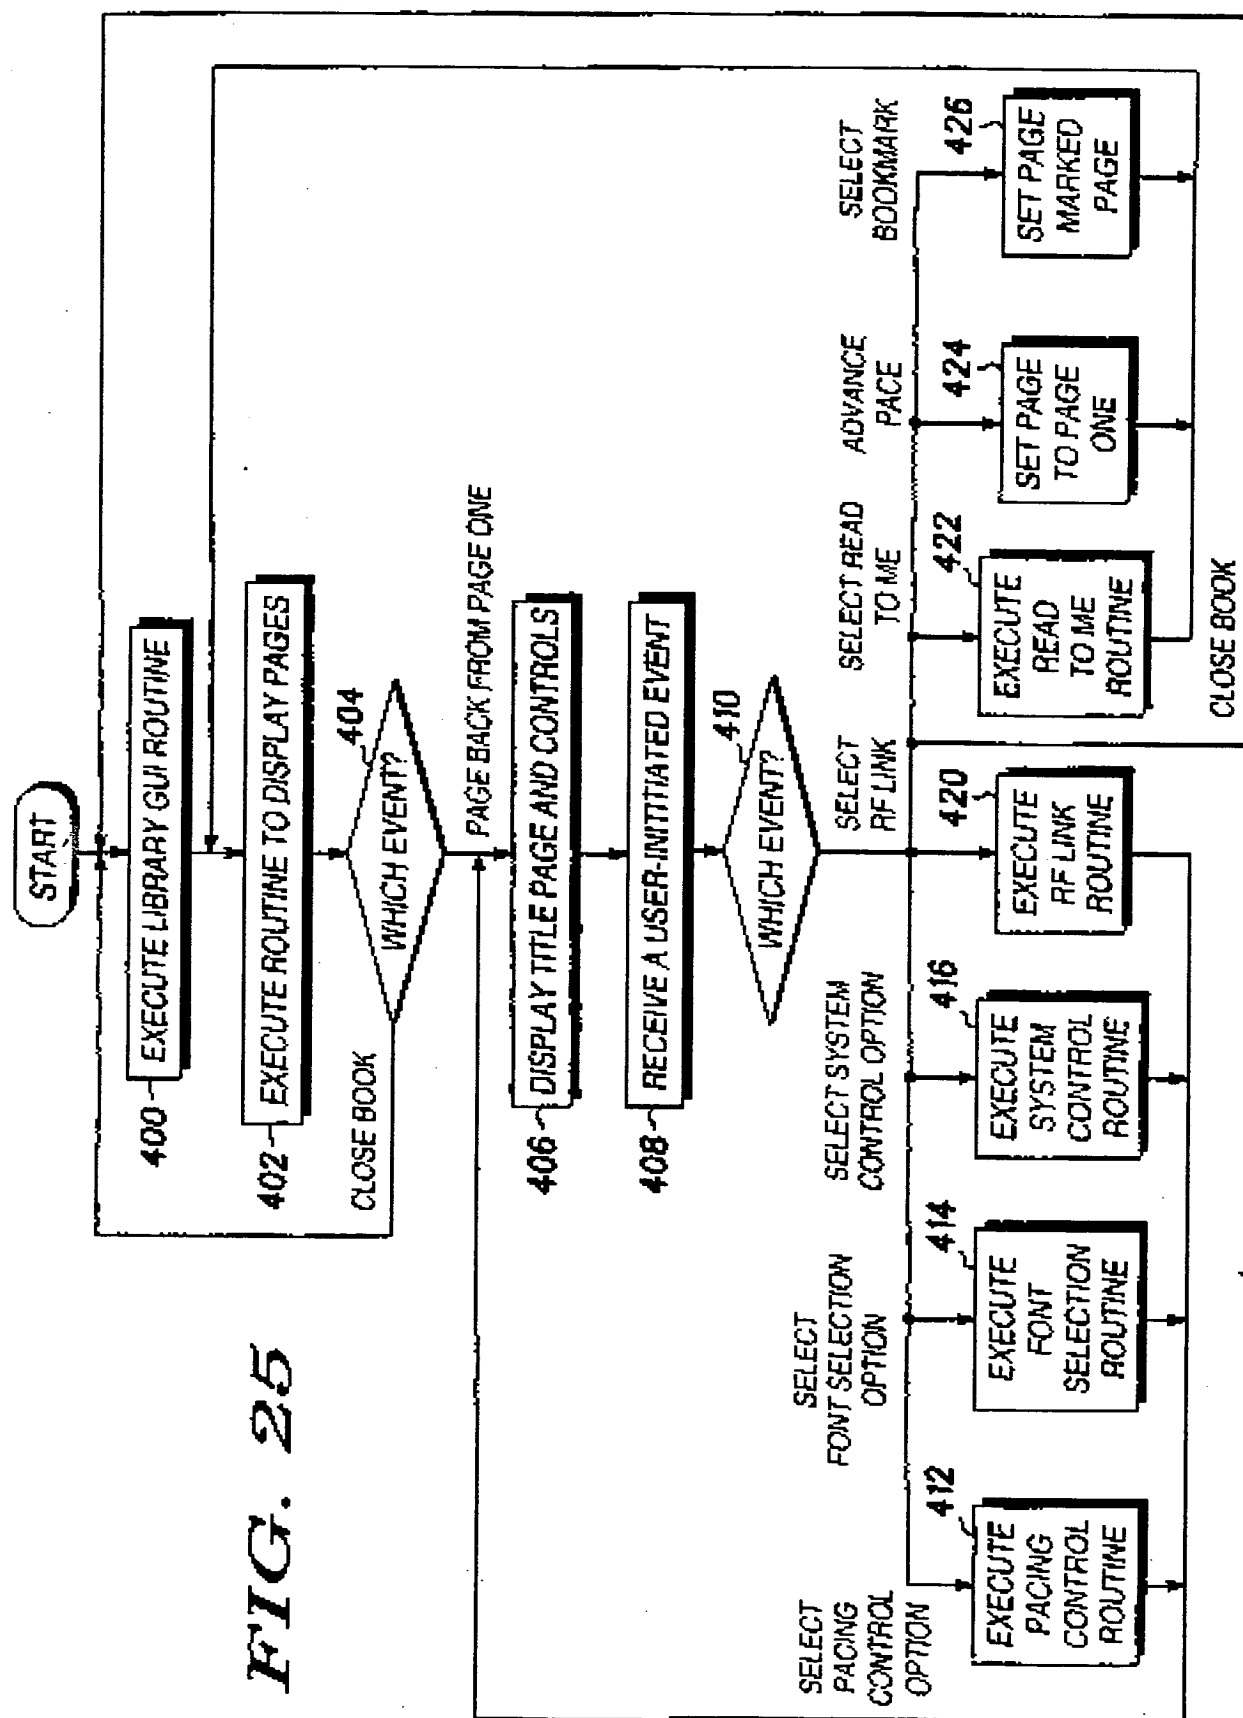 FIG. 25
START
400
EXECUTE LIBRARY GUI ROUTINE
402
EXECUTE ROUTINE TO DISPLAY PAGES
404
WHICH EVENT?
CLOSE BOOK
PAGE BACK FROM PAGE ONE
406
DISPLAY TITLE PAGE AND CONTROLS
408
RECEIVE A USER-INITIATED EVENT
410
WHICH EVENT?
SELECT
PACING
CONTROL
OPTION
412
EXECUTE
PACING
CONTROL
ROUTINE
SELECT
FONT SELECTION
OPTION
414
EXECUTE
FONT
SELECTION
ROUTINE
SELECT SYSTEM
CONTROL OPTION
416
EXECUTE
SYSTEM
CONTROL
ROUTINE
SELECT
RF LINK
420
EXECUTE
RF LINK
ROUTINE
SELECT READ
TO ME
422
EXECUTE
READ
TO ME
ROUTINE
ADVANCE
PACE
424
SET PAGE
TO PAGE
ONE
SELECT
BOOKMARK
426
SET PAGE
MARKED
PAGE
CLOSE BOOK